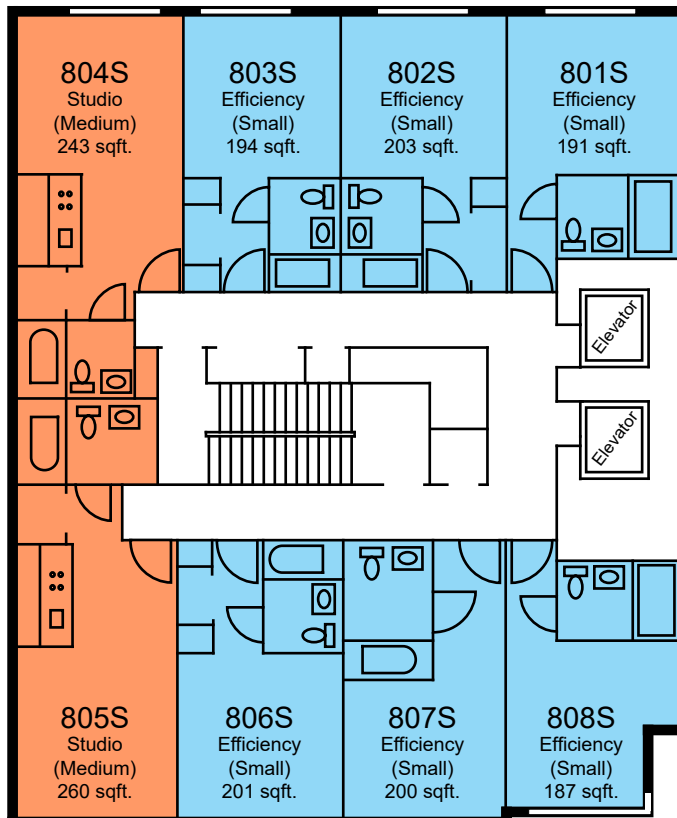 804S
Studio
(Medium)
243 sqft.
803S
Efficiency
(Small)
194 sqft.
802S
Efficiency
(Small)
203 sqft.
801S
Efficiency
(Small)
191 sqft.
Elevator
Elevator
805S
Studio
(Medium)
260 sqft.
806S
Efficiency
(Small)
201 sqft.
807S
Efficiency
(Small)
200 sqft.
808S
Efficiency
(Small)
187 sqft.